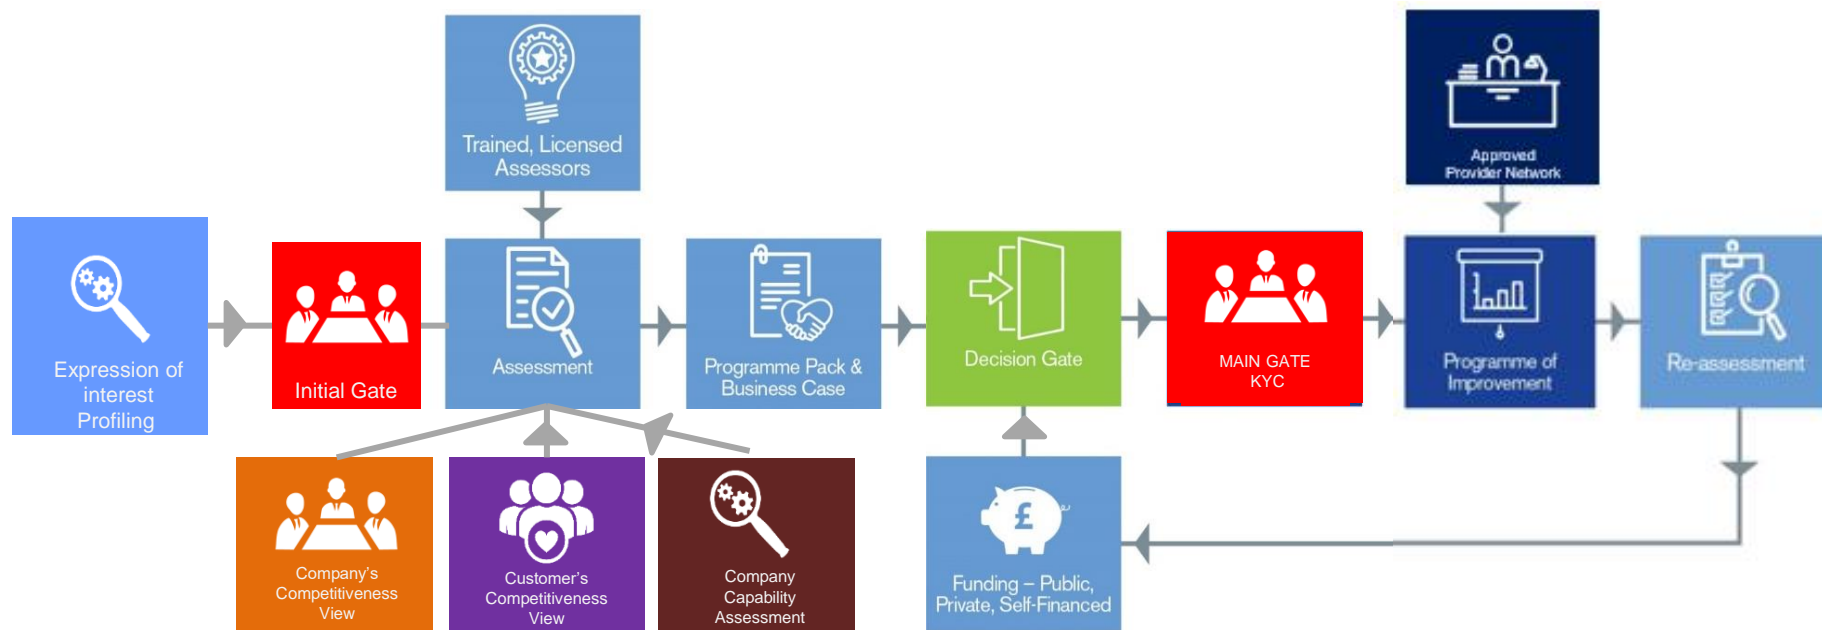 Trained, Licensed
Assessors
Approved
Provider Network
Expression of
interest
Profiling
Initial Gate
Assessment
Programme Pack &
Business Case
Decision Gate
MAIN GATE
KYC
Programme of
Improvement
Re-assessment
Company's
Competitiveness
View
Customer's
Competitiveness
View
Company
Capability
Assessment
£
Funding – Public,
Private, Self-Financed